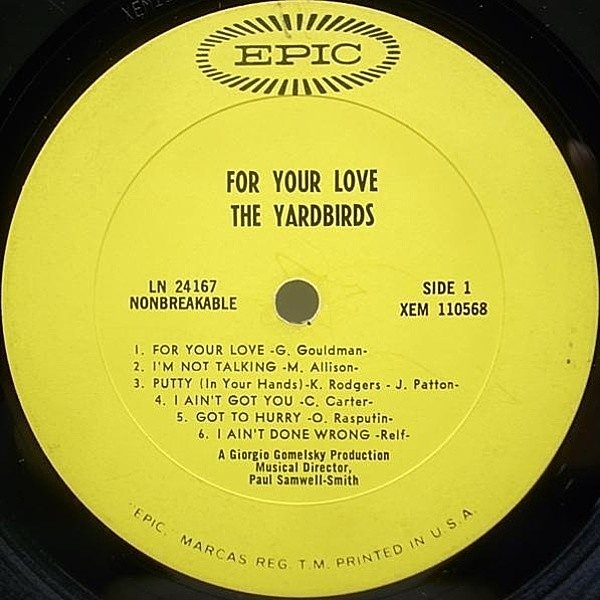 EPIC
FOR YOUR LOVE
THE YARDBIRDS
LN 24167
NONBREAKABLE
SIDE 1
XEM 110568
1. FOR YOUR LOVE -G. Gouldman-
2. I'M NOT TALKING -M. Allison-
3. PUTTY (In Your Hands)-K. Rodgers - J. Patton-
4. I AIN'T GOT YOU -C. Carter-
5. GOT TO HURRY -O. Rasputin-
6. I AIN'T DONE WRONG -Relf-
A Giorgio Gomelsky Production
Musical Director,
Paul Samwell-Smith
"EPIC, MARCAS REG. T.M. PRINTED IN U.S.A.